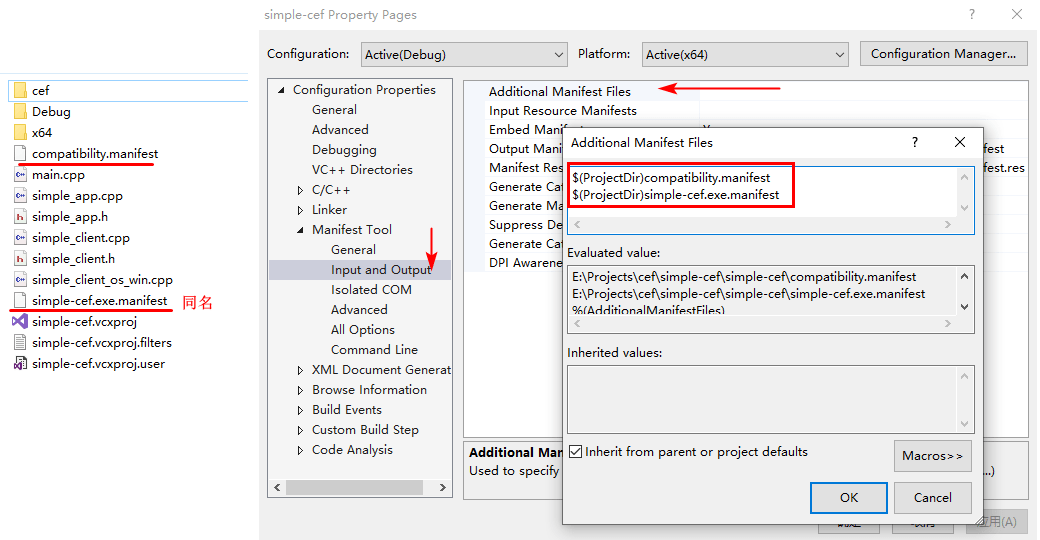 simple-cef Property Pages
?
Configuration:
Active(Debug)
Platform:
Active(x64)
Configuration Manager...
cef
Debug
x64
compatibility.manifest
main.cpp
simple_app.cpp
simple_app.h
simple_client.cpp
simple_client.h
simple_client_os_win.cpp
simple-cef.exe.manifest
同名
simple-cef.vcxproj
simple-cef.vcxproj.filters
simple-cef.vcxproj.user
Configuration Properties
General
Advanced
Debugging
VC++ Directories
C/C++
Linker
Manifest Tool
General
Input and Output
Isolated COM
Advanced
All Options
Command Line
XML Document Generat
Browse Information
Build Events
Custom Build Step
Code Analysis
Additional Manifest Files
Input Resource Manifests
Embed Manifest
Output Mani
fest
Manifest Res
fest.res
Generate Cat
Generate Ma
Suppress De
Generate Cat
DPI Awarene
Additional Man
Used to specify
...)
Additional Manifest Files
?
$(ProjectDir)compatibility.manifest
$(ProjectDir)simple-cef.exe.manifest
Evaluated value:
E:\Projects\cef\simple-cef\simple-cef\compatibility.manifest
E:\Projects\cef\simple-cef\simple-cef\simple-cef.exe.manifest
%(AdditionalManifestFiles)
Inherited values:
Inherit from parent or project defaults
Macros>>
OK
Cancel
应用(A)